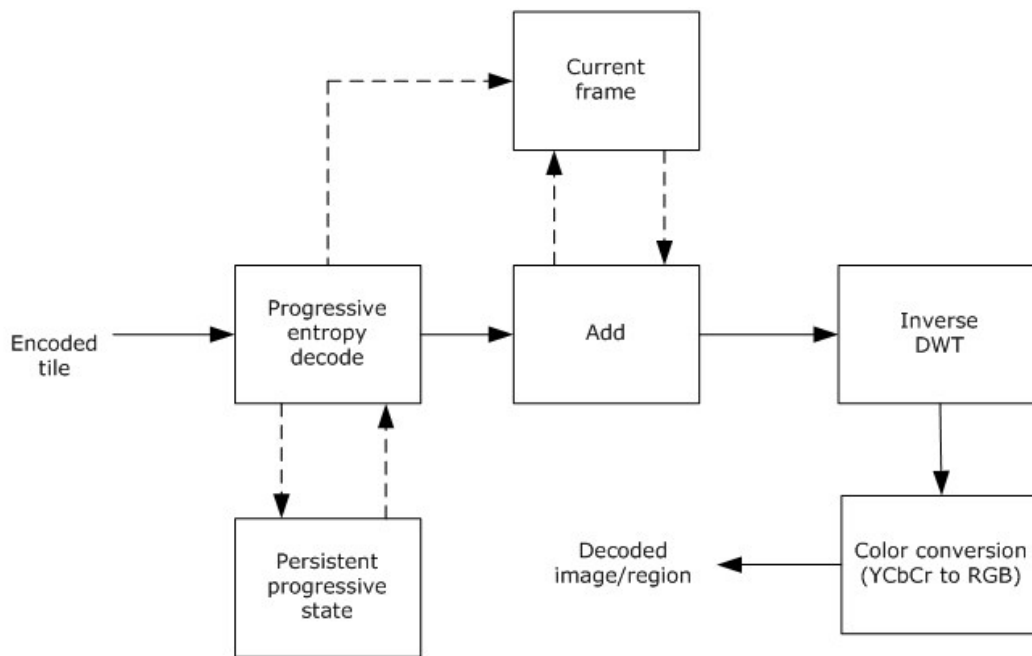 Current
frame
Encoded
tile
Progressive
entropy
decode
Add
Inverse
DWT
Persistent
progressive
state
Decoded
image/region
Color conversion
(YCbCr to RGB)